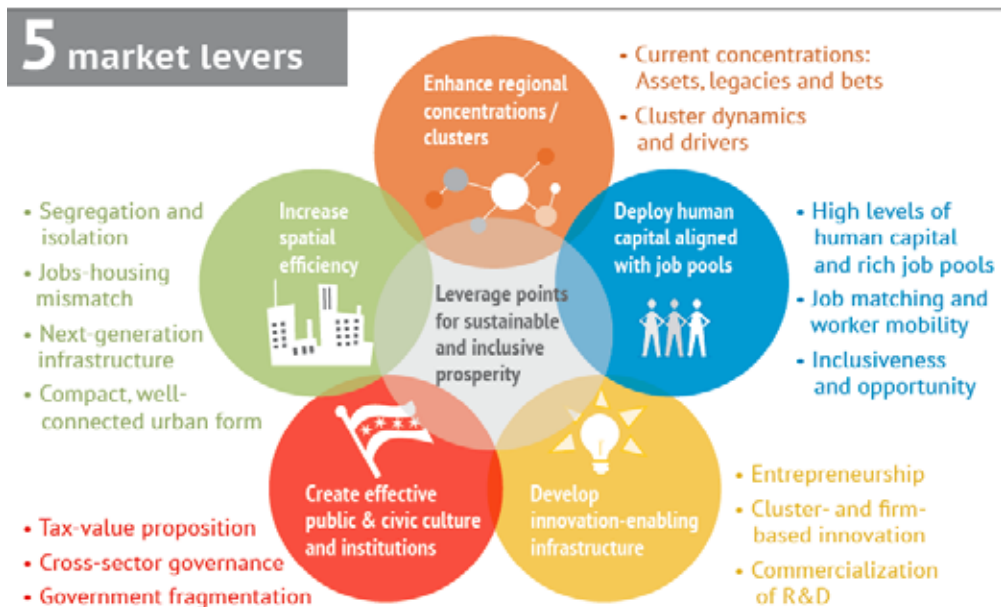 5 market levers
Enhance regional
concentrations /
clusters
• Current concentrations:
Assets, legacies and bets
• Cluster dynamics
and drivers
Increase
spatial
efficiency
• Segregation and
isolation
• Jobs-housing
mismatch
• Next-generation
infrastructure
• Compact, well-
connected urban form
Deploy human
capital aligned
with job pools
• High levels of
human capital
and rich job pools
• Job matching and
worker mobility
• Inclusiveness
and opportunity
Leverage points
for sustainable
and inclusive
prosperity
Create effective
public & civic culture
and institutions
• Tax-value proposition
• Cross-sector governance
• Government fragmentation
Develop
innovation-enabling
infrastructure
• Entrepreneurship
• Cluster- and firm-
based innovation
• Commercialization
of R&D